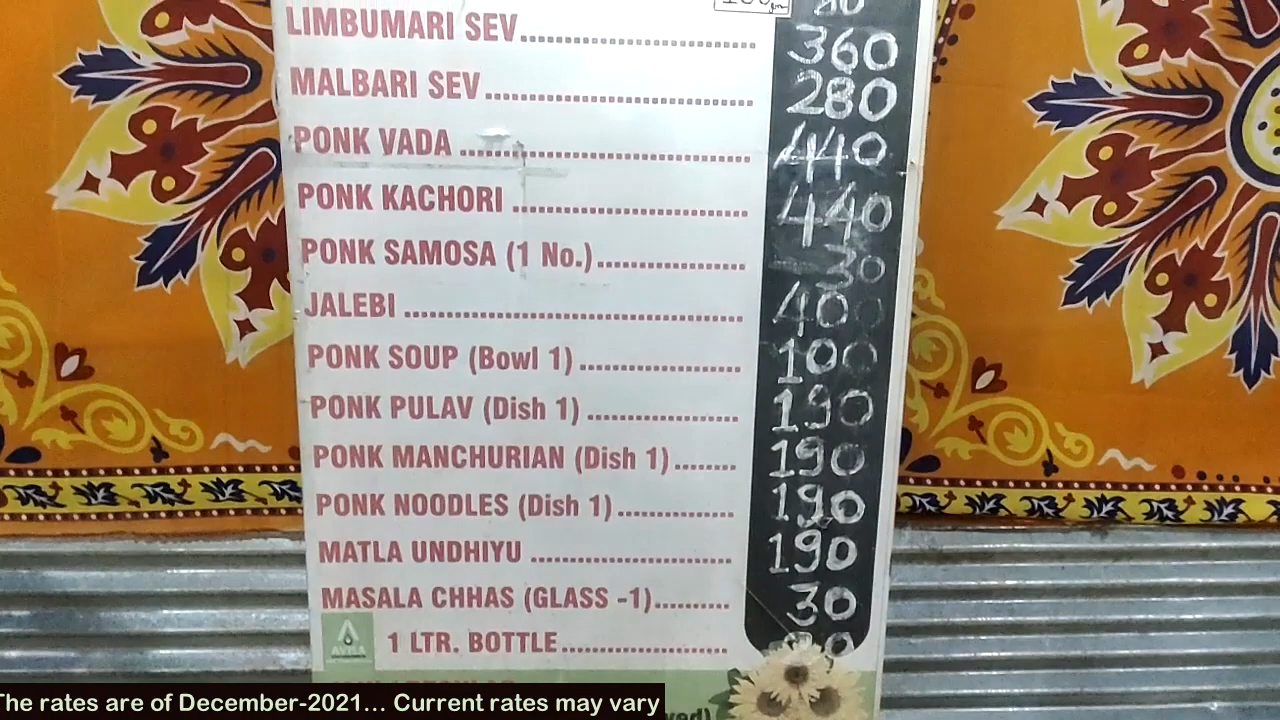 LIMBUMARI SEV........................................ 360
MALBARI SEV............................................. 280
PONK VADA ................................................ 440
PONK KACHORI ....................................... 440
PONK SAMOSA (1 No.)......................... 30
JALEBI ........................................................ 400
PONK SOUP (Bowl 1)............................ 100
PONK PULAV (Dish 1) ......................... 190
PONK MANCHURIAN (Dish 1)........ 190
PONK NOODLES (Dish 1)................... 190
MATLA UNDHIYU ................................. 190
MASALA CHHAS (GLASS -1).......... 30
AVISA 1 LTR. BOTTLE...........................
The rates are of December-2021... Current rates may vary